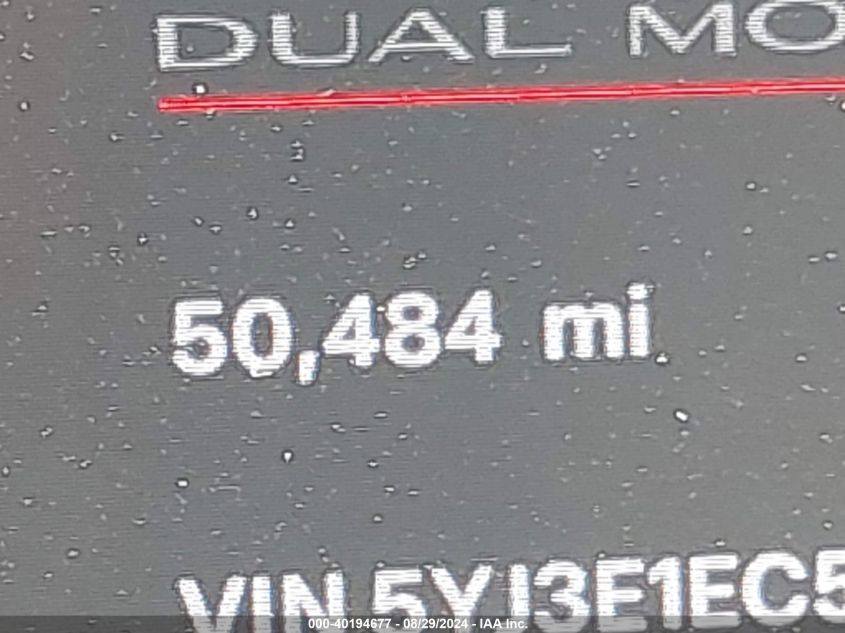 DUAL MO
50,484 mi
VIN 5YJ3E1EC5
000-40194677 - 08/29/2024 - IAA Inc.